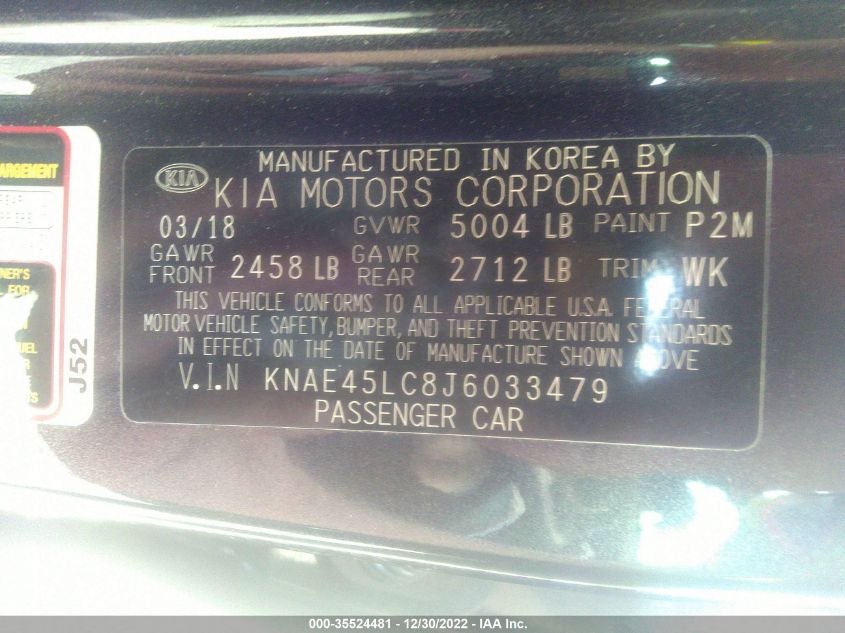 MANUFACTURED IN KOREA BY
KIA KIA MOTORS CORPORATION
03/18 GVWR 5004 LB PAINT P2M
GAWR FRONT 2458 LB GAWR REAR 2712 LB TRIM WK
THIS VEHICLE CONFORMS TO ALL APPLICABLE U.S.A. FEDERAL
MOTOR VEHICLE SAFETY, BUMPER, AND THEFT PREVENTION STANDARDS
IN EFFECT ON THE DATE OF MANUFACTURE SHOWN ABOVE
V.I.N KNAE45LC8J6033479
PASSENGER CAR
J52
000-35524481 - 12/30/2022 - IAA Inc.